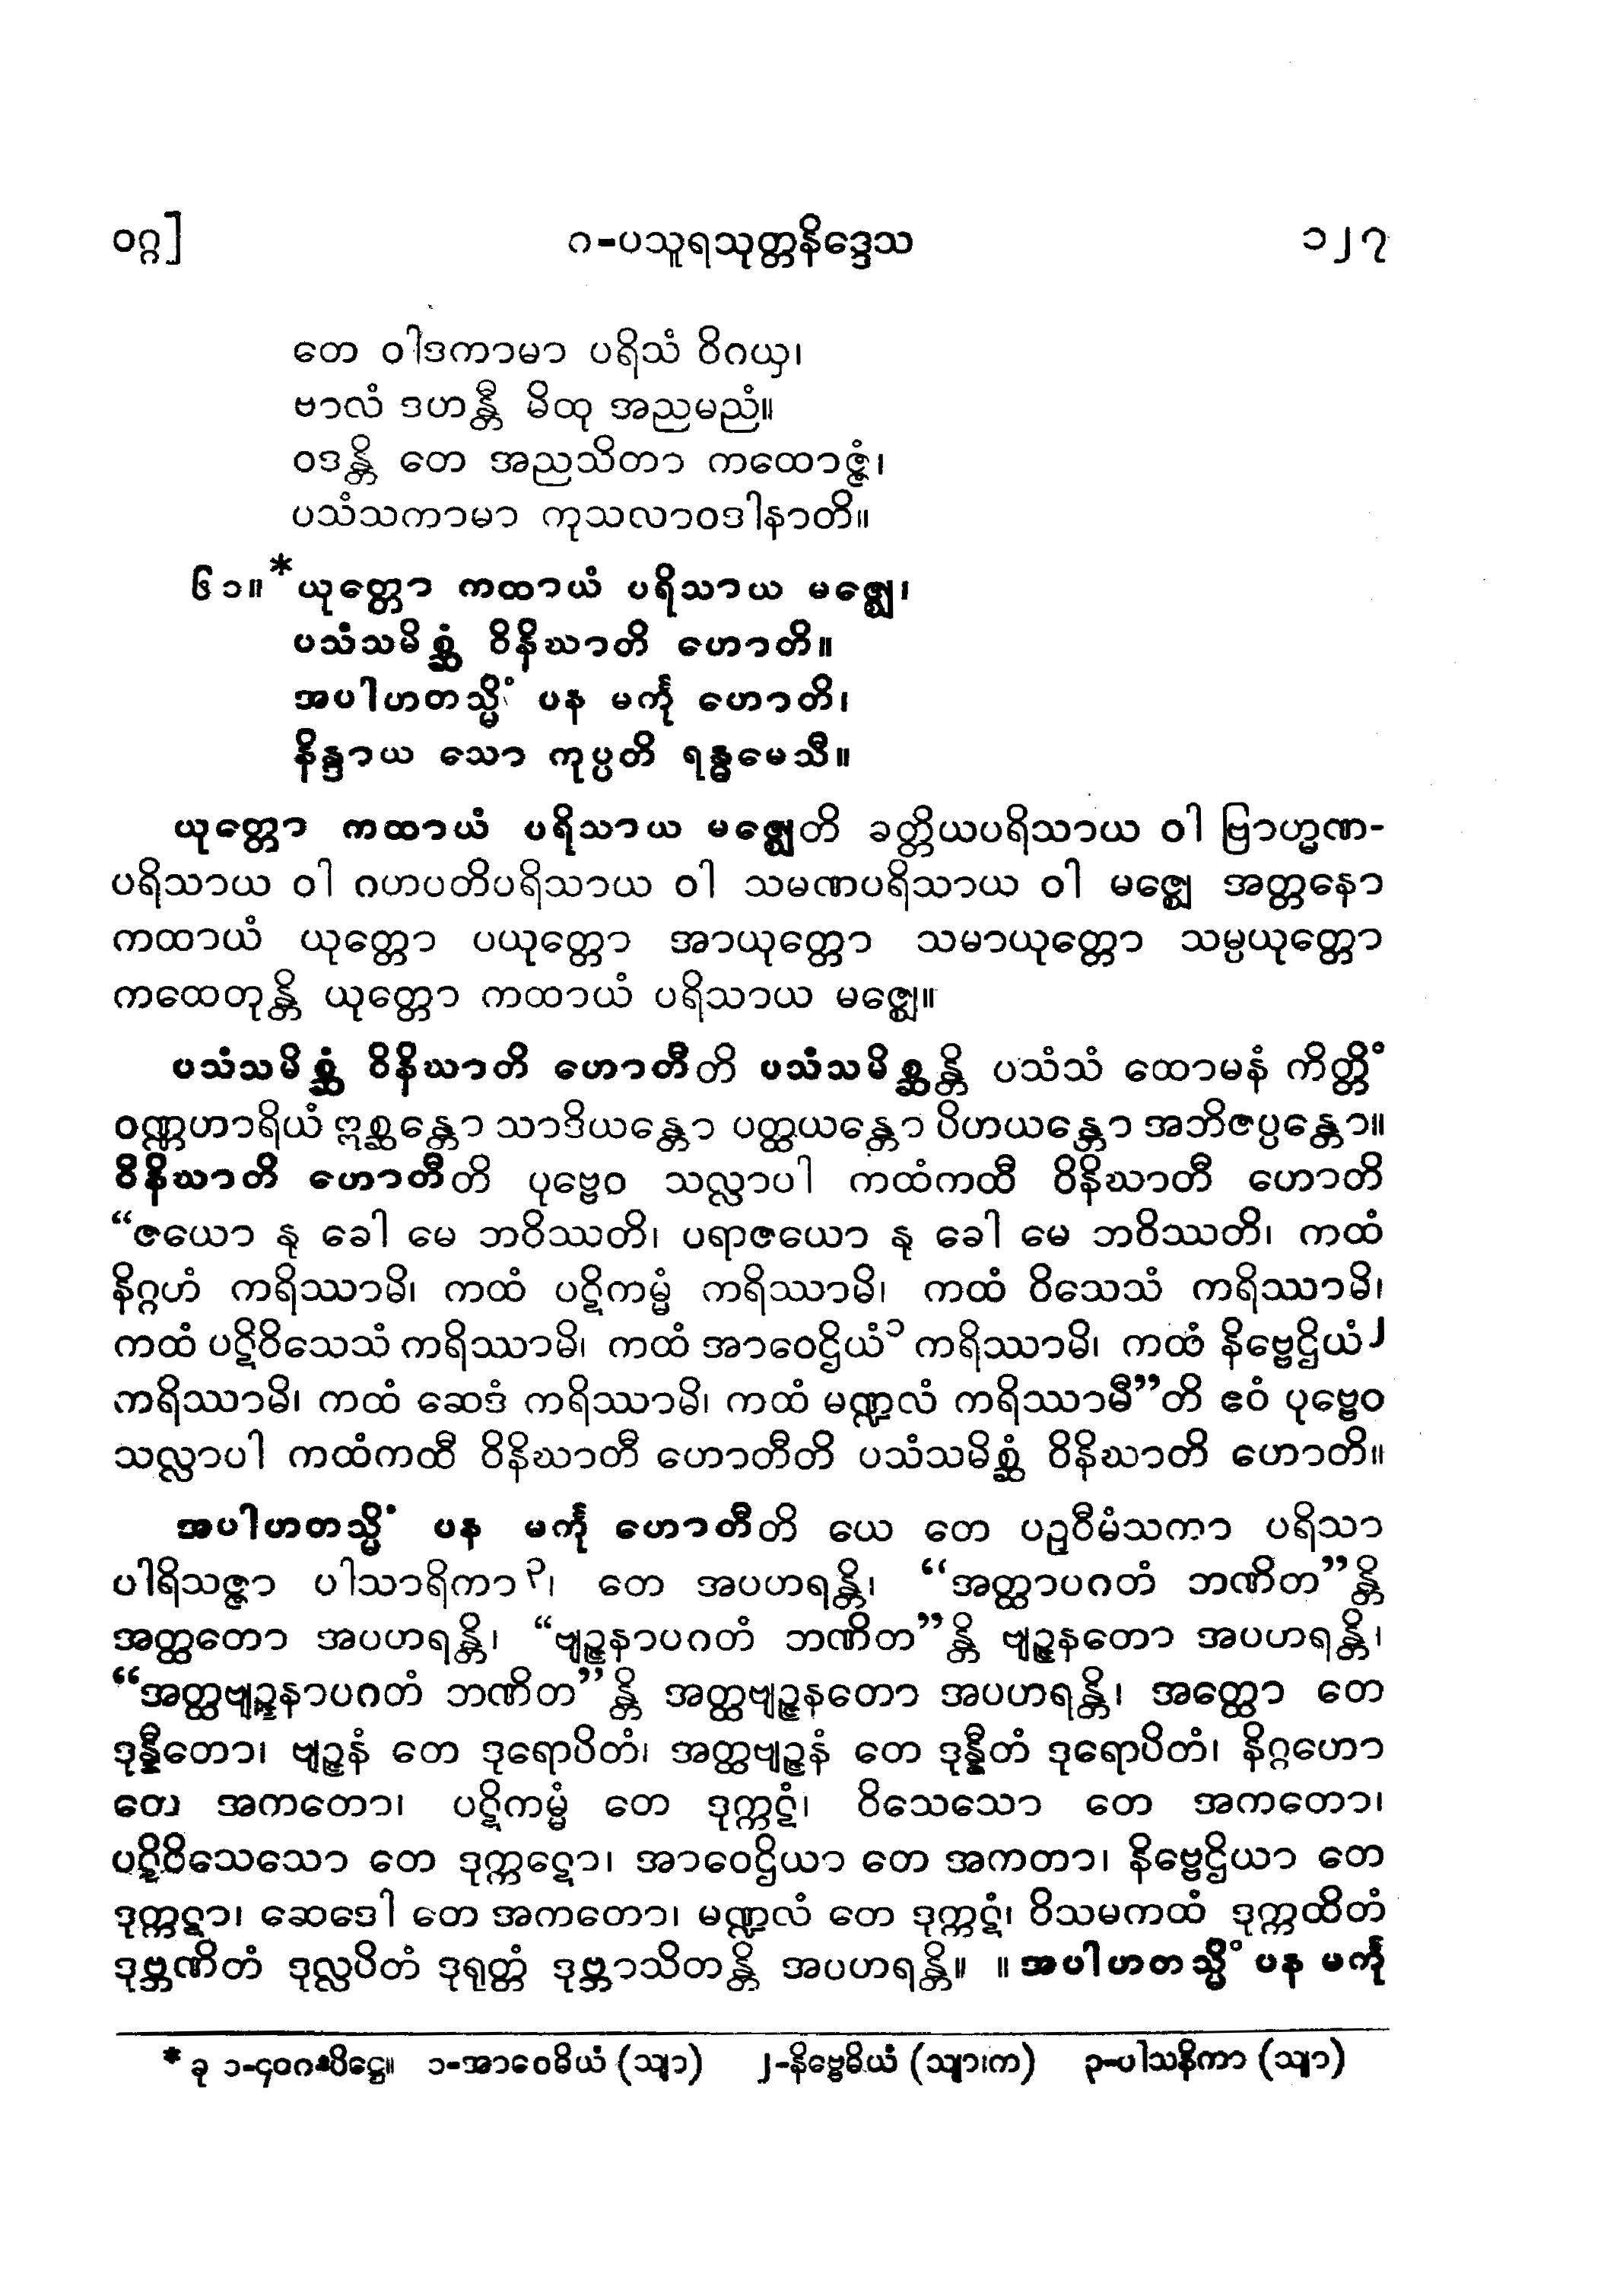 ဝဂ္ဂ]
ဂ-ပသူရသုတ္တနိဒ္ဒေသ
၁၂၇
တေ ဝါဒကာမာ ပရိသံ ဝိဂယှ၊
ဗာလံ ဒဟန္တီ မိထု အညမညံ။
ဝဒန္တိ တေ အညသိတာ ကထောဇ္ဇံ၊
ပသံသကာမာ ကုသလာဝဒါနာတိ။
၆၁။*ယုတ္တော ကထာယံ ပရိသာယ မဇ္ဈေ၊
ပသံသမိစ္ဆံ ဝိနိဃာတိ ဟောတိ။
အပါဟတသ္မိံ ပန မင်္ကု ဟောတိ၊
နိန္ဒာယ သော ကုပ္ပတိ ရန္ဓမေသီ။
ယုတ္တော ကထာယံ ပရိသာယ မဇ္ဈေတိ ခတ္တိယပရိသာယ ဝါ ဗြာဟ္မဏ-
ပရိသာယ ဝါ ဂဟပတိပရိသာယ ဝါ သမဏပရိသာယ ဝါ မဇ္ဈေ အတ္တနော
ကထာယံ ယုတ္တော ပယုတ္တော အာယုတ္တော သမာယုတ္တော သမ္ပယုတ္တော
ကထေတုန္တိ ယုတ္တော ကထာယံ ပရိသာယ မဇ္ဈေ။
ပသံသမိစ္ဆံ ဝိနိဃာတိ ဟောတီတိ ပသံသမိစ္ဆန္တိ ပသံသံ ထောမနံ ကိတ္တိံ
ဝဏ္ဏဟာရိယံ ဣစ္ဆန္တော သာဒိယန္တော ပတ္ထယန္တော ပိဟယန္တော အဘိဇပ္ပန္တော။
ဝိနိဃာတိ ဟောတီတိ ပုဗ္ဗေဝ သလ္လာပါ ကထံကထီ ဝိနိဃာတီ ဟောတိ
“ဇယော နု ခေါ မေ ဘဝိဿတိ၊ ပရာဇယော နု ခေါ မေ ဘဝိဿတိ၊ ကထံ
နိဂ္ဂဟံ ကရိဿာမိ၊ ကထံ ပဋိကမ္မံ ကရိဿာမိ၊ ကထံ ဝိသေသံ ကရိဿာမိ၊
ကထံ ပဋိဝိသေသံ ကရိဿာမိ၊ ကထံ အာဝေဌိယံ၁ ကရိဿာမိ၊ ကထံ နိဗ္ဗေဌိယံ၂
ကရိဿာမိ၊ ကထံ ဆေဒံ ကရိဿာမိ၊ ကထံ မဏ္ဍလံ ကရိဿာမီ”တိ ဧဝံ ပုဗ္ဗေဝ
သလ္လာပါ ကထံကထီ ဝိနိဃာတီ ဟောတီတိ ပသံသမိစ္ဆံ ဝိနိဃာတိ ဟောတိ။
အပါဟတသ္မိံ ပန မင်္ကု ဟောတီတိ ယေ တေ ပဉှဝီမံသကာ ပရိသာ
ပါရိသဇ္ဇာ ပါသာရိကာ၃၊ တေ အပဟရန္တိ၊ “အတ္ထာပဂတံ ဘဏိတ”န္တိ
အတ္ထတော အပဟရန္တိ၊ “ဗျဉ္ဇနာပဂတံ ဘဏိတ”န္တိ ဗျဉ္ဇနတော အပဟရန္တိ၊
“အတ္ထဗျဉ္ဇနာပဂတံ ဘဏိတ”န္တိ အတ္ထဗျဉ္ဇနတော အပဟရန္တိ၊ အတ္ထော တေ
ဒုန္နီတော၊ ဗျဉ္ဇနံ တေ ဒုရောပိတံ၊ အတ္ထဗျဉ္ဇနံ တေ ဒုန္နီတံ ဒုရောပိတံ၊ နိဂ္ဂဟော
တေ အကတော၊ ပဋိကမ္မံ တေ ဒုက္ကဋံ၊ ဝိသေသော တေ အကတော၊
ပဋိဝိသေသော တေ ဒုက္ကဋော၊ အာဝေဌိယာ တေ အကတာ၊ နိဗ္ဗေဌိယာ တေ
ဒုက္ကဋာ၊ ဆေဒေါ တေ အကတော၊ မဏ္ဍလံ တေ ဒုက္ကဋံ၊ ဝိသမကထံ ဒုက္ကထိတံ
ဒုဗ္ဘဏိတံ ဒုလ္လပိတံ ဒုရုတ္တံ ဒုဗ္ဘာသိတန္တိ အပဟရန္တိ။ ။ အပါဟတသ္မိံ ပန မင်္ကု
* ခု ၁-၄၀၈-ပိဋ္ဌေ။ ၁-အာဝေဓိယံ (သျာ) ၂-နိဗ္ဗေဓိယံ (သျာ၊က) ၃-ပါသနိကာ (သျာ)